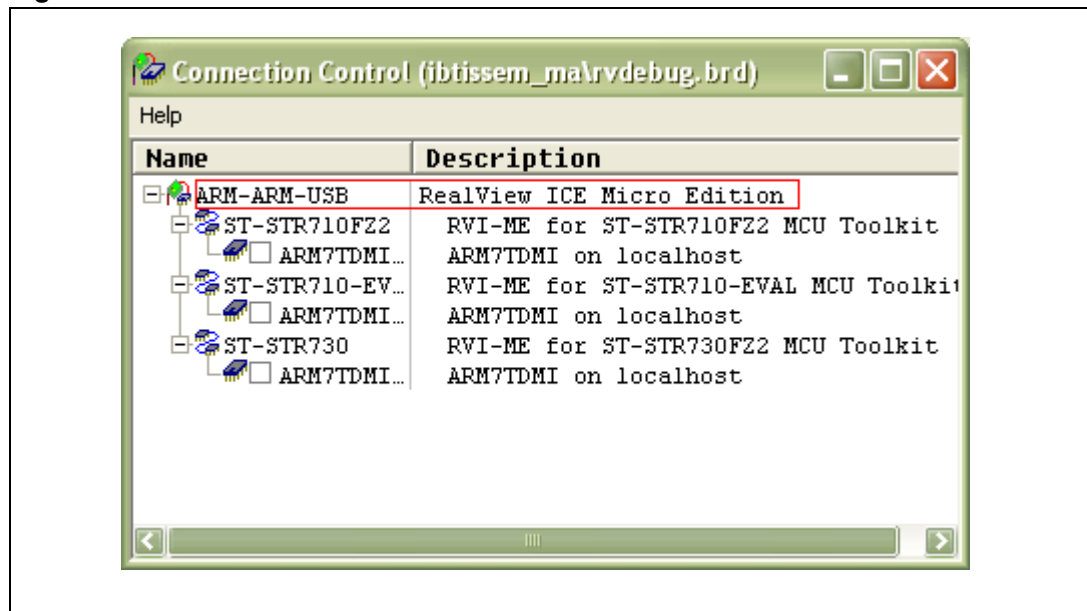 Connection Control (ibtissem_ma\rvdebug.brd)
Help
Name Description
ARM-ARM-USB RealView ICE Micro Edition
ST-STR710FZ2 RVI-ME for ST-STR710FZ2 MCU Toolkit
ARM7TDMI... ARM7TDMI on localhost
ST-STR710-EV... RVI-ME for ST-STR710-EVAL MCU Toolki
ARM7TDMI... ARM7TDMI on localhost
ST-STR730 RVI-ME for ST-STR730FZ2 MCU Toolkit
ARM7TDMI... ARM7TDMI on localhost